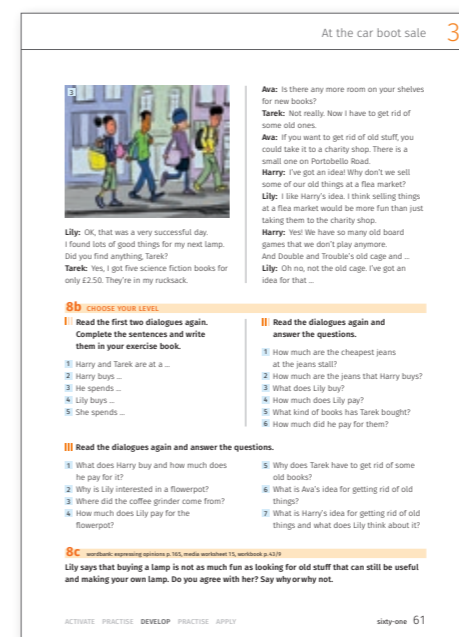 At the car boot sale 3
3
Lily: OK, that was a very successful day.
I found lots of good things for my next lamp.
Did you find anything, Tarek?
Tarek: Yes, I got five science fiction books for
only £2.50. They're in my rucksack.
Ava: Is there any more room on your shelves
for new books?
Tarek: Not really. Now I have to get rid of
some old ones.
Ava: If you want to get rid of old stuff, you
could take it to a charity shop. There is a
small one on Portobello Road.
Harry: I've got an idea! Why don't we sell
some of our old things at a flea market?
Lily: I like Harry's idea. I think selling things
at a flea market would be more fun than just
taking them to the charity shop.
Harry: Yes! We have so many old board
games that we don't play anymore.
And Double and Trouble's old cage and ...
Lily: Oh no, not the old cage. I've got an
idea for that ...
8b CHOOSE YOUR LEVEL
Read the first two dialogues again.
Complete the sentences and write
them in your exercise book.
1 Harry and Tarek are at a ...
2 Harry buys ...
3 He spends ...
4 Lily buys ...
5 She spends ...
Read the dialogues again and
answer the questions.
1 How much are the cheapest jeans
at the jeans stall?
2 How much are the jeans that Harry buys?
3 What does Lily buy?
4 How much does Lily pay?
5 What kind of books has Tarek bought?
6 How much did he pay for them?
Read the dialogues again and answer the questions.
1 What does Harry buy and how much does
he pay for it?
2 Why is Lily interested in a flowerpot?
3 Where did the coffee grinder come from?
4 How much does Lily pay for the
flowerpot?
5 Why does Tarek have to get rid of some
old books?
6 What is Ava's idea for getting rid of old
things?
7 What is Harry's idea for getting rid of old
things and what does Lily think about it?
8c wordbank: expressing opinions p. 165, media worksheet 15, workbook p. 43/9
Lily says that buying a lamp is not as much fun as looking for old stuff that can still be useful
and making your own lamp. Do you agree with her? Say why or why not.
ACTIVATE PRACTISE DEVELOP PRACTISE APPLY sixty-one 61